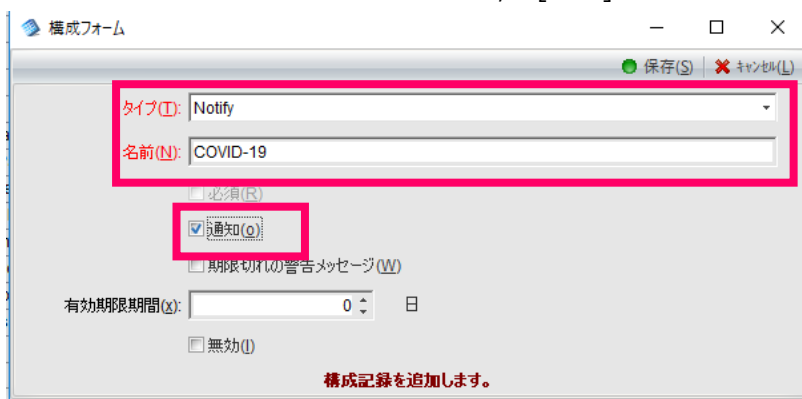 構成フォーム
保存(S) キャンセル(L)
タイプ(T): Notify
名前(N): COVID-19
必須(R)
通知(o)
期限切れの警告メッセージ(W)
有効期限期間(x): 0 日
無効(I)
構成記録を追加します。